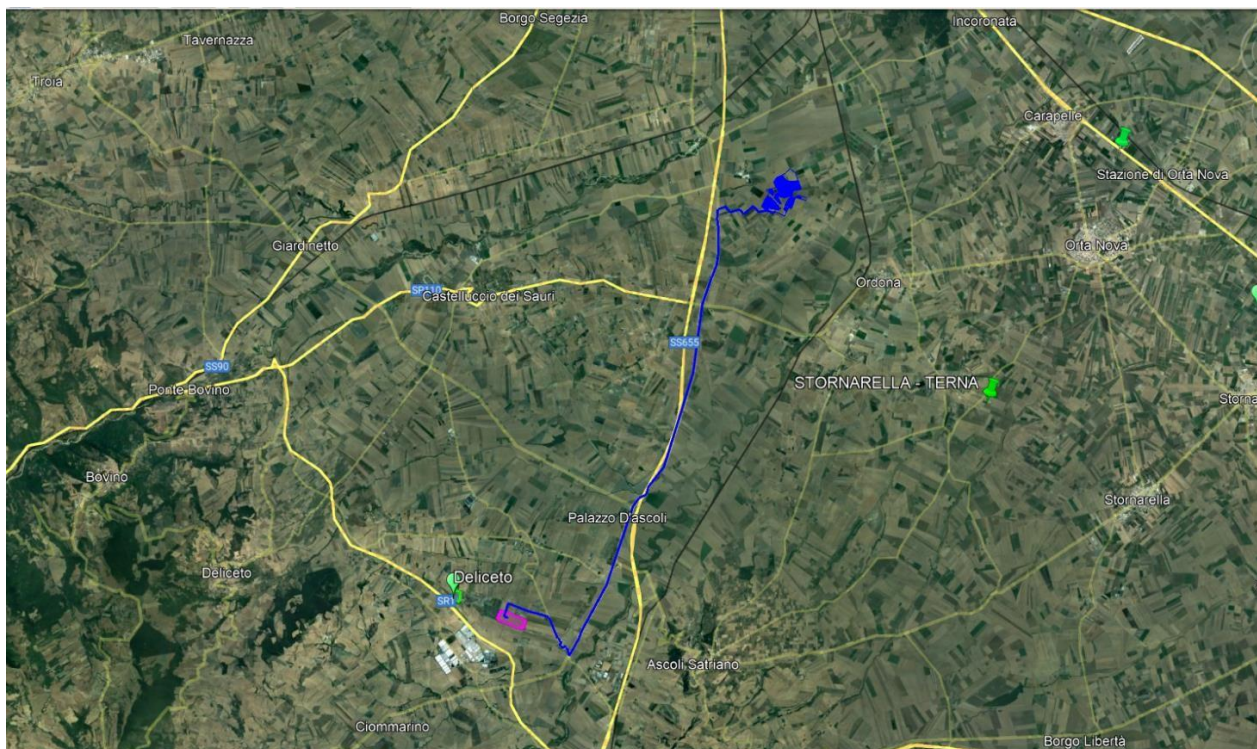 Borgo Segezia
Incoronata
Tavernazza
Troia
Carapelle
Stazione di Orta Nova
Giardinetto
Orta Nova
Ordona
SP110
Castelluccio dei Sauri
SS655
SS90
Ponte Bovino
STORNARELLA - TERNA
Storna
Bovino
Stornarella
Palazzo D'ascoli
Deliceto
Deliceto
SR1
Ascoli Satriano
Ciommarino
Borgo Libertà